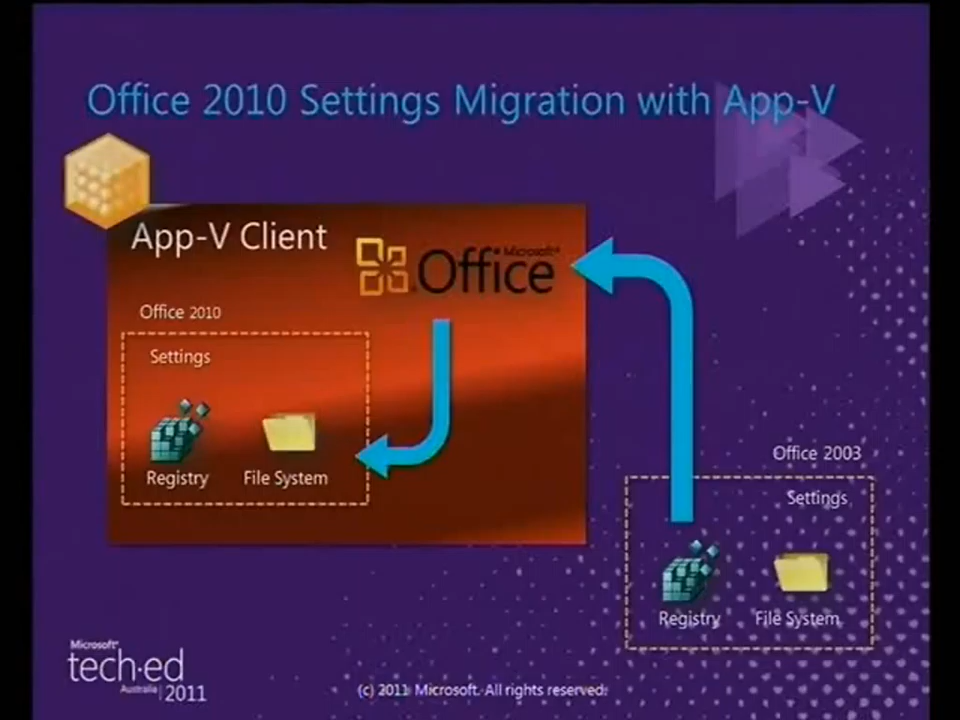 Office 2010 Settings Migration with App-V
App-V Client
Microsoft®
Office
Office 2010
Settings
Registry
File System
Office 2003
Settings
Registry
File System
Microsoft®
tech·ed
Australia | 2011
(c) 2011 Microsoft. All rights reserved.